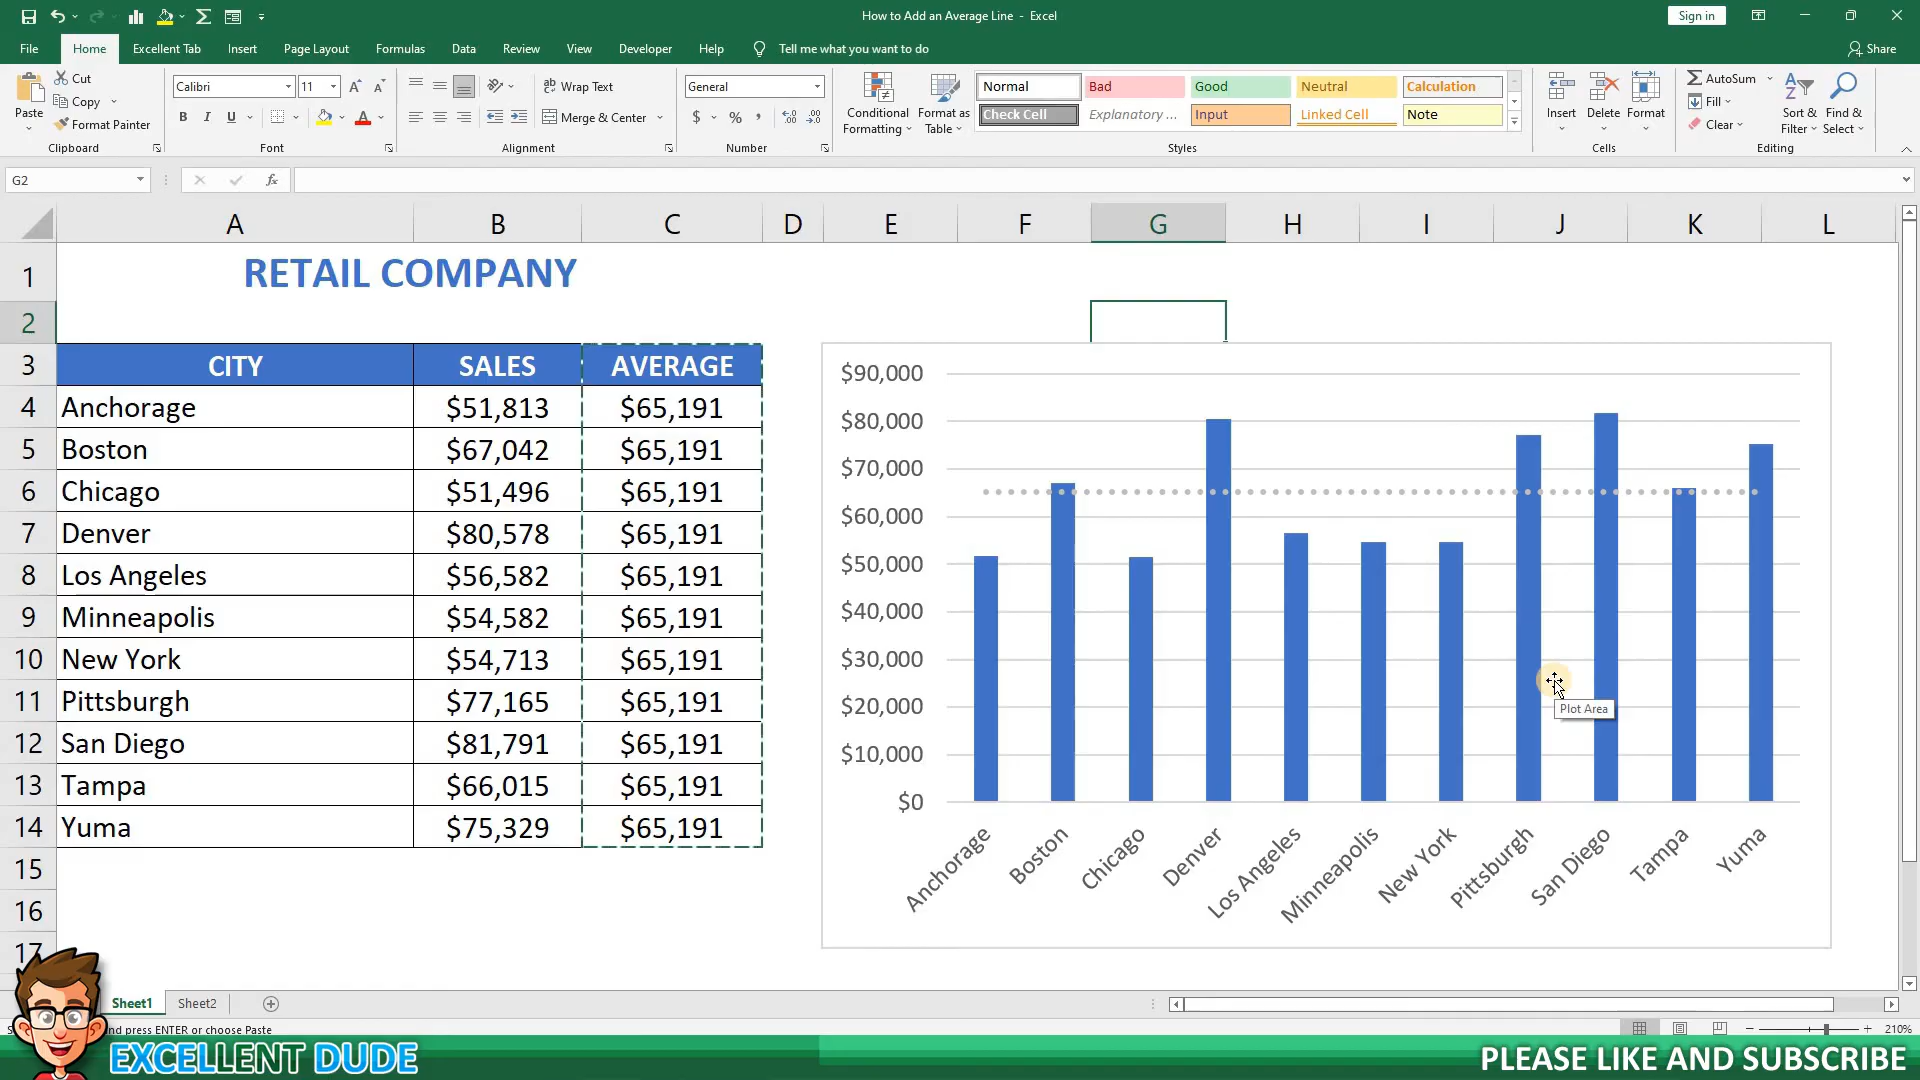 How to Add an Average Line - Excel
Sign in
File Home Excellent Tab Insert Page Layout Formulas Data Review View Developer Help Tell me what you want to do Share
Paste
Cut
Copy
Format Painter
Clipboard
Calibri 11
B I U
Font
Wrap Text
Merge & Center
Alignment
General
$ % ,
Number
Conditional Formatting
Format as Table
Normal Bad Good Neutral Calculation
Check Cell Explanatory ... Input Linked Cell Note
Styles
Insert Delete Format
Cells
AutoSum
Fill
Clear
Sort & Filter
Find & Select
Editing
G2
fx
A B C D E F G H I J K L
1 RETAIL COMPANY
2
3 CITY SALES AVERAGE
4 Anchorage $51,813 $65,191
5 Boston $67,042 $65,191
6 Chicago $51,496 $65,191
7 Denver $80,578 $65,191
8 Los Angeles $56,582 $65,191
9 Minneapolis $54,582 $65,191
10 New York $54,713 $65,191
11 Pittsburgh $77,165 $65,191
12 San Diego $81,791 $65,191
13 Tampa $66,015 $65,191
14 Yuma $75,329 $65,191
15
16
17
$90,000
$80,000
$70,000
$60,000
$50,000
$40,000
$30,000
$20,000
$10,000
$0
Plot Area
Anchorage Boston Chicago Denver Los Angeles Minneapolis New York Pittsburgh San Diego Tampa Yuma
Sheet1 Sheet2
and press ENTER or choose Paste
210%
EXCELLENT DUDE
PLEASE LIKE AND SUBSCRIBE